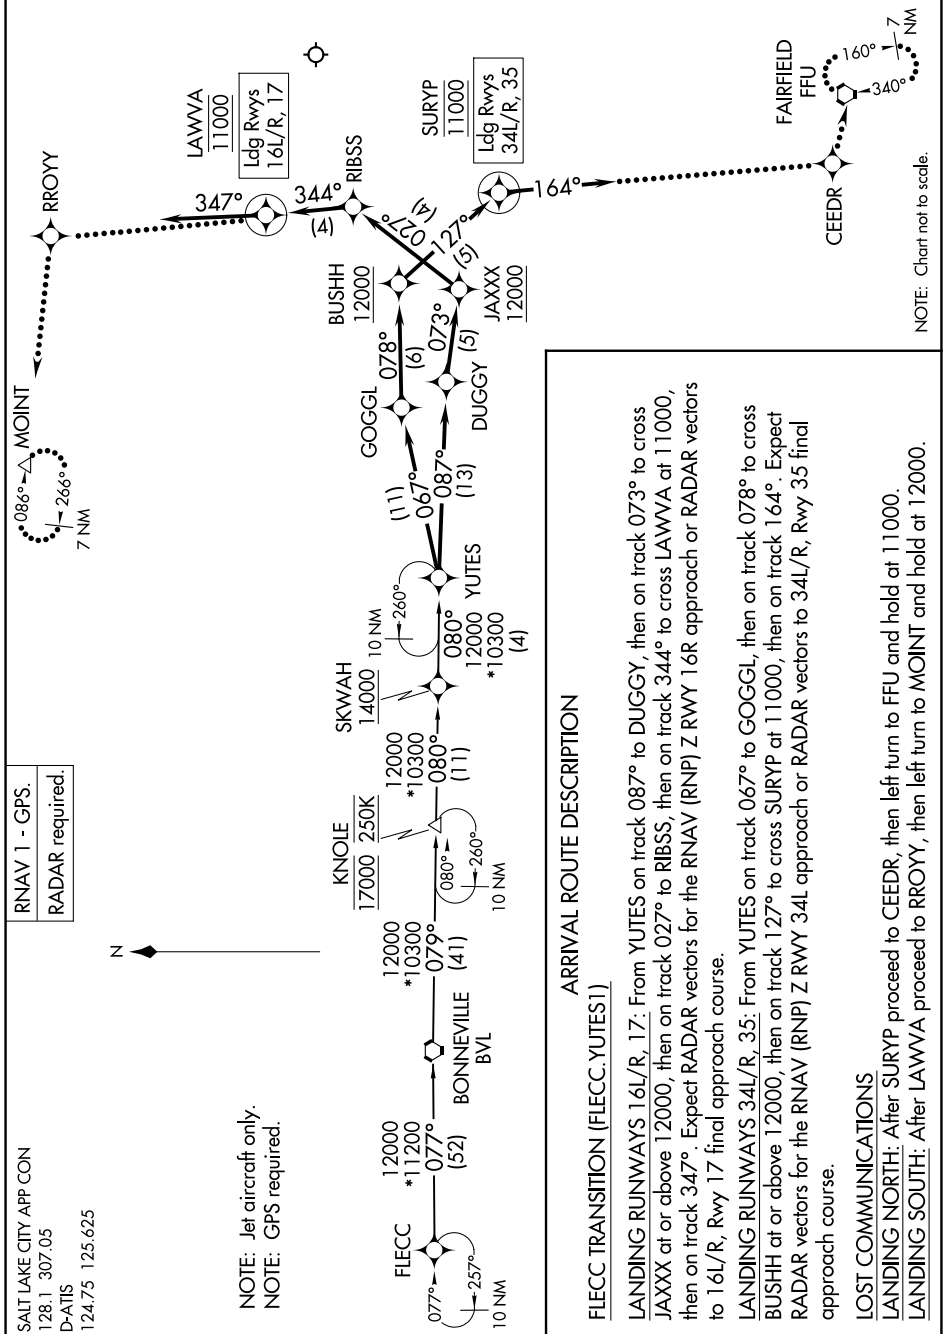 SALT LAKE CITY APP CON
128.1 307.05
D-ATIS
124.75 125.625
RNAV 1 - GPS.
RADAR required.
NOTE: Jet aircraft only.
NOTE: GPS required.
N
FLECC
077°
257°
10 NM
12000
*11200
077°
(52)
BONNEVILLE
BVL
12000
*10300
079°
(41)
KNOLE
17000 250K
080°
260°
10 NM
12000
*10300
080°
(11)
SKWAH
14000
080°
12000
*10300
(4)
10 NM
260°
YUTES
(11)
067°
087°
(13)
GOGGL
DUGGY
078°
(6)
073°
(5)
BUSHH
12000
JAXXX
12000
027°
(4)
127°
(5)
RIBSS
344°
(4)
LAWVA
11000
Ldg Rwys
16L/R, 17
347°
RROYY
MOINT
086°
266°
7 NM
SURYP
11000
Ldg Rwys
34L/R, 35
164°
CEEDR
FAIRFIELD
FFU
160°
340°
7
NM
NOTE: Chart not to scale.
ARRIVAL ROUTE DESCRIPTION
FLECC TRANSITION (FLECC.YUTES1)
LANDING RUNWAYS 16L/R, 17: From YUTES on track 087° to DUGGY, then on track 073° to cross
JAXXX at or above 12000, then on track 027° to RIBSS, then on track 344° to cross LAWVA at 11000,
then on track 347°. Expect RADAR vectors for the RNAV (RNP) Z RWY 16R approach or RADAR vectors
to 16L/R, Rwy 17 final approach course.
LANDING RUNWAYS 34L/R, 35: From YUTES on track 067° to GOGGL, then on track 078° to cross
BUSHH at or above 12000, then on track 127° to cross SURYP at 11000, then on track 164°. Expect
RADAR vectors for the RNAV (RNP) Z RWY 34L approach or RADAR vectors to 34L/R, Rwy 35 final
approach course.
LOST COMMUNICATIONS
LANDING NORTH: After SURYP proceed to CEEDR, then left turn to FFU and hold at 11000.
LANDING SOUTH: After LAWVA proceed to RROYY, then left turn to MOINT and hold at 12000.